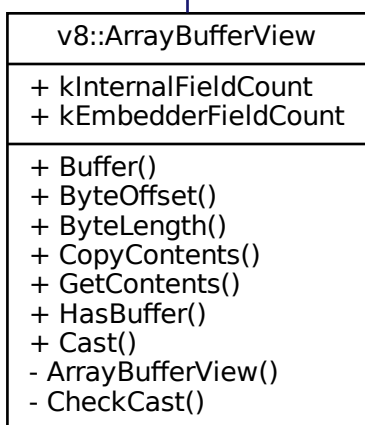 v8::ArrayBufferView
+ kInternalFieldCount
+ kEmbedderFieldCount
+ Buffer()
+ ByteOffset()
+ ByteLength()
+ CopyContents()
+ GetContents()
+ HasBuffer()
+ Cast()
- ArrayBufferView()
- CheckCast()